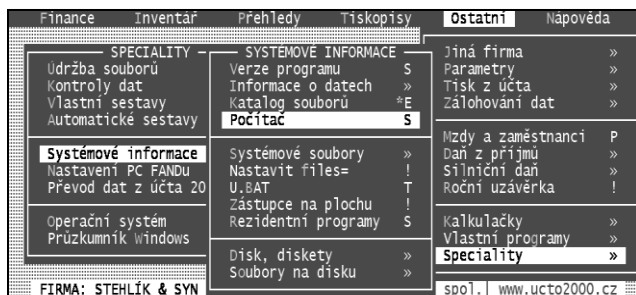 Finance Inventář Přehledy Tiskopisy Ostatní Nápověda
SPECIALITY
Údržba souborů
Kontroly dat
Vlastní sestavy
Automatické sestavy
Systémové informace
Nastavení PC FANDu
Převod dat z účta 20
Operační systém
Průzkumník Windows
SYSTÉMOVÉ INFORMACE
Verze programu S
Informace o datech »
Katalog souborů *E
Počítač S
Systémové soubory »
Nastavit files= !
U.BAT T
Zástupce na plochu !
Rezidentní programy S
Disk, diskety »
Soubory na disku »
Jiná firma »
Parametry »
Tisk z účta »
Zálohování dat »
Mzdy a zaměstnanci P
Daň z příjmů »
Silniční daň »
Roční uzávěrka !
Kalkulačky »
Vlastní programy »
Speciality »
FIRMA: STEHLÍK & SYN spol. www.ucto2000.cz